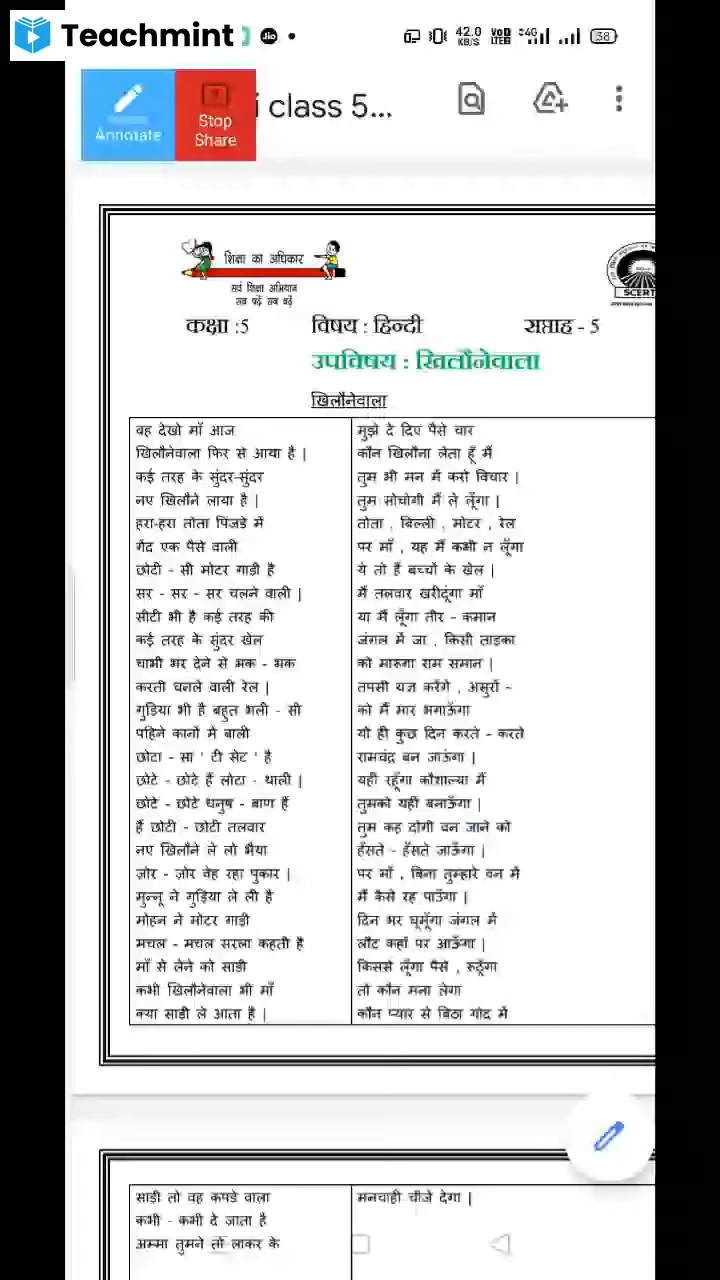 Teachmint
42.0
KB/S
VoD
LTE
4G
38
Annotate
Stop
Share
i class 5...
शिक्षा का अधिकार
सर्व शिक्षा अभियान
सब पढ़ें सब बढ़ें
SCERT
कक्षा :5
विषय : हिन्दी
सप्ताह - 5
उपविषय : खिलौनेवाला
खिलौनेवाला
वह देखो माँ आज
खिलौनेवाला फिर से आया है |
कई तरह के सुंदर-सुंदर
नए खिलौने लाया है |
हरा-हरा तोता पिंजड़े में
गेंद एक पैसे वाली
छोटी - सी मोटर गाड़ी है
सर - सर - सर चलने वाली |
सीटी भी है कई तरह की
कई तरह के सुंदर खेल
चाभी भर देने से भक - भक
करती चनले वाली रेल |
गुड़िया भी है बहुत भली - सी
पहिने कानों में बाली
छोटा - सा ' टी सेट ' है
छोटे - छोटे हैं लोटा - थाली |
छोटे - छोटे धनुष - बाण हैं
हैं छोटी - छोटी तलवार
नए खिलौने ले लो भैया
ज़ोर - ज़ोर वेह रहा पुकार |
मुन्नू ने गुड़िया ले ली है
मोहन ने मोटर गाड़ी
मचल - मचल सरला कहती है
माँ से लेने को साड़ी
कभी खिलौनेवाला भी माँ
क्या साड़ी ले आता है |
मुझे दे दिए पैसे चार
कौन खिलौना लेता हूँ मैं
तुम भी मन में करो विचार |
तुम सोचोगी मैं ले लूँगा |
तोता , बिल्ली , मोटर , रेल
पर माँ , यह मैं कभी न लूँगा
ये तो हैं बच्चों के खेल |
मैं तलवार खरीदूंगा माँ
या मैं लूँगा तीर - कमान
जंगल में जा , किसी ताड़का
को मारुगा राम समान |
तपसी यज्ञ करेंगे , असुरों -
को मैं मार भगाऊँगा
यों ही कुछ दिन करते - करते
रामचंद्र बन जाऊंगा |
यहीं रहूँगा कौशल्या मैं
तुमको यहीं बनाऊँगा |
तुम कह दोगी वन जाने को
हँसते - हँसते जाऊँगा |
पर माँ , बिना तुम्हारे वन में
मैं कैसे रह पाउँगा |
दिन भर घूमूँगा जंगल में
लौट कहाँ पर आऊँगा |
किससे लूँगा पैसे , रूठूँगा
तो कौन मना लेगा
कौन प्यार से बिठा गोद में
साड़ी तो वह कपड़े वाला
कभी - कभी दे जाता है
अम्मा तुमने तो लाकर के
मनचाही चीजें देगा |